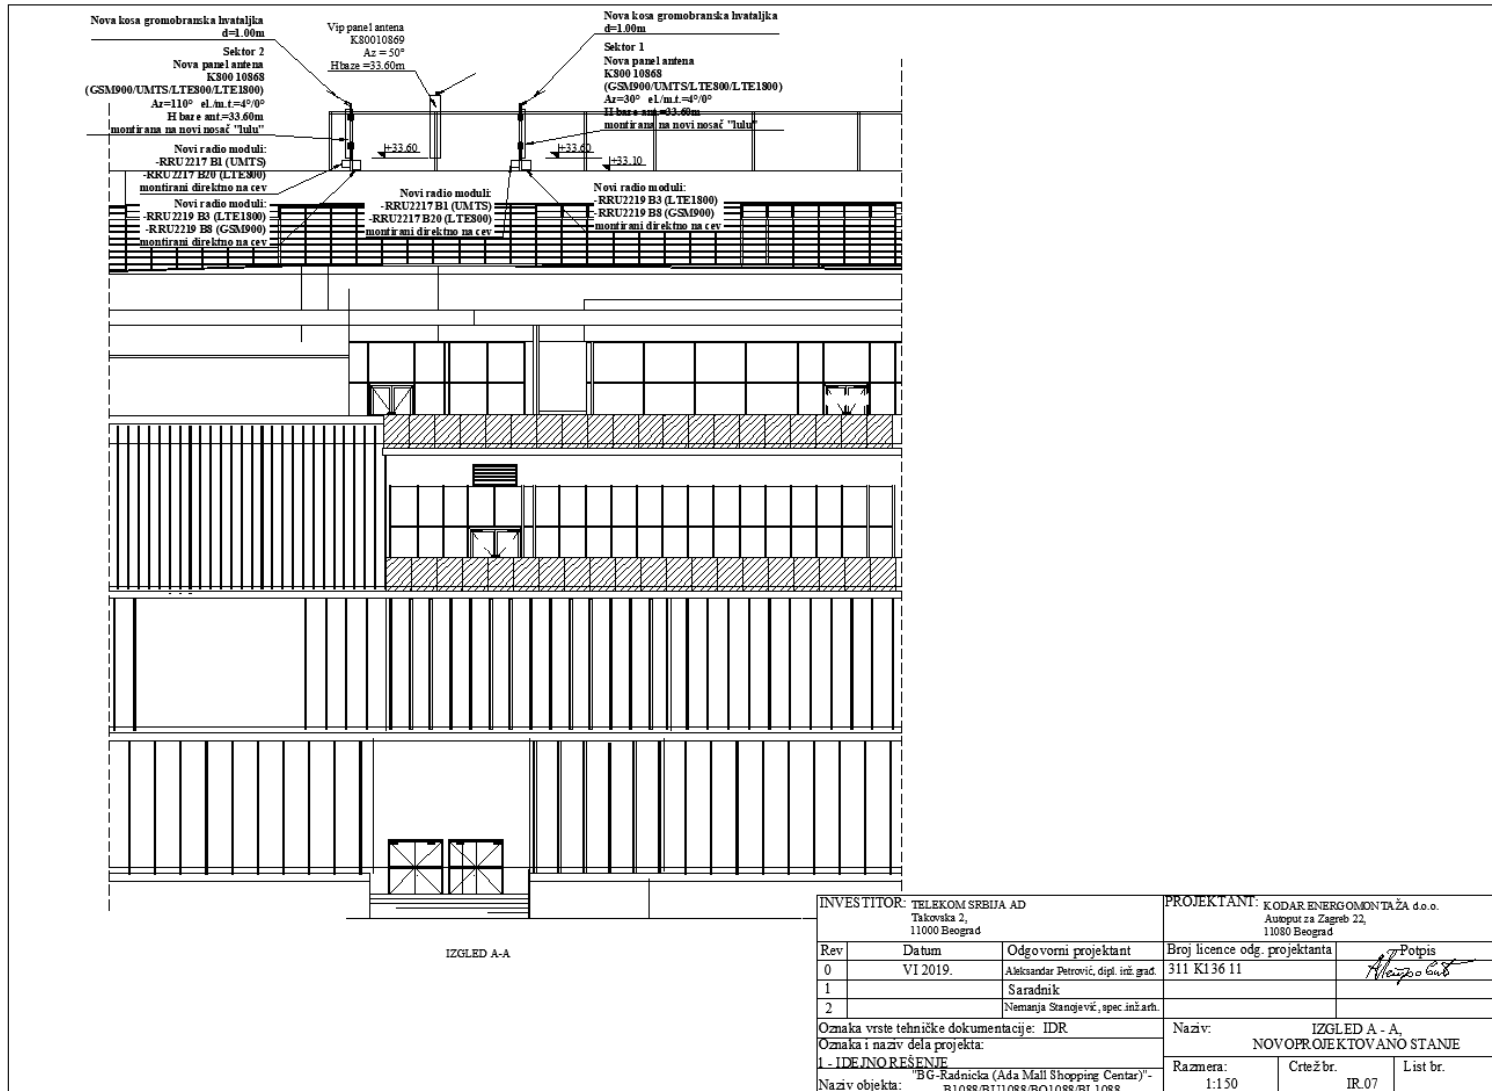 Nova kosa gromobranska hvataljka
d=1.00m
Sektor 2
Nova panel antena
K800 10868
(GSM900/UMTS/LTE800/LTE1800)
Az=110° el./m.t.=4°/0°
H baze ant.=33.60m
montirana na novi nosač "lulu"
Novi radio moduli:
-RRU2217 B1 (UMTS)
-RRU2217 B20 (LTE800)
montirani direktno na cev
Novi radio moduli:
-RRU2219 B3 (LTE1800)
-RRU2219 B8 (GSM900)
montirani direktno na cev
Vip panel antena
K80010869
Az = 50°
Hbaze =33.60m
Nova kosa gromobranska hvataljka
d=1.00m
Sektor 1
Nova panel antena
K800 10868
(GSM900/UMTS/LTE800/LTE1800)
Az=30° el./m.t.=4°/0°
H baze ant.=33.60m
montirana na novi nosač "lulu"
+33.60
+33.60
+33.10
Novi radio moduli:
-RRU2217 B1 (UMTS)
-RRU2217 B20 (LTE800)
montirani direktno na cev
Novi radio moduli:
-RRU2219 B3 (LTE1800)
-RRU2219 B8 (GSM900)
montirani direktno na cev
IZGLED A-A
INVESTITOR: TELEKOM SRBIJA AD
Takovska 2,
11000 Beograd
PROJEKTANT: KODAR ENERGOMONTAŽA d.o.o.
Autoput za Zagreb 22,
11080 Beograd
Rev Datum Odgovorni projektant Broj licence odg. projektanta Potpis
0 VI 2019. Aleksandar Petrović, dipl. inž. građ. 311 K136 11
1 Saradnik
2 Nemanja Stanojević, spec.inž.arh.
Oznaka vrste tehničke dokumentacije: IDR
Oznaka i naziv dela projekta:
1 - IDEJNO REŠENJE
Naziv objekta: "BG-Radnicka (Ada Mall Shopping Centar)"-
B1088/BU1088/BO1088/BL1088
Naziv: IZGLED A - A,
NOVOPROJEKTOVANO STANJE
Razmera: Crtež br. List br.
1:150 IR.07